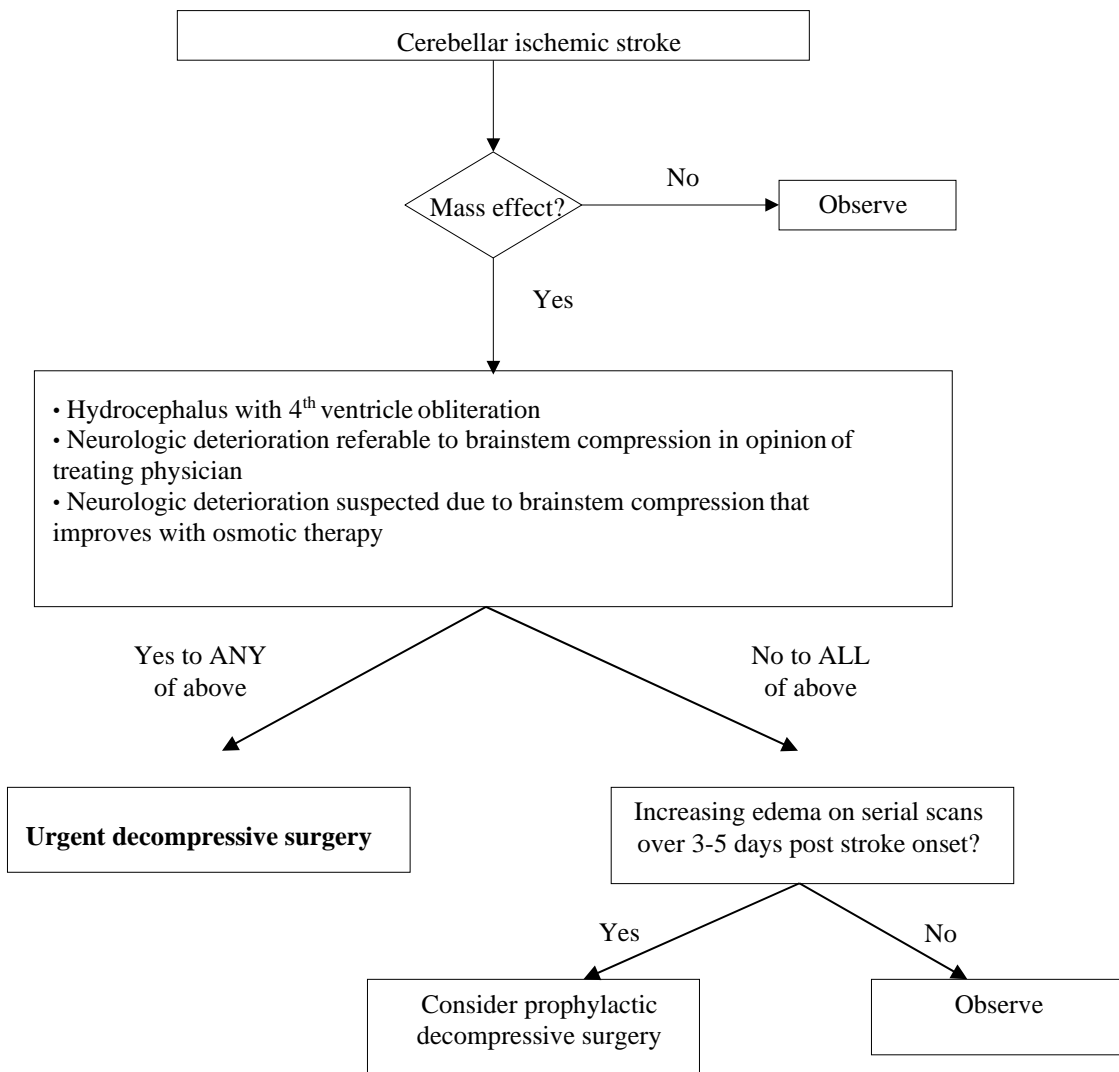 Cerebellar ischemic stroke
No
Mass effect?
Observe
Yes
• Hydrocephalus with 4th ventricle obliteration
• Neurologic deterioration referable to brainstem compression in opinion of
treating physician
• Neurologic deterioration suspected due to brainstem compression that
improves with osmotic therapy
Yes to ANY
of above
No to ALL
of above
Urgent decompressive surgery
Increasing edema on serial scans
over 3-5 days post stroke onset?
Yes
No
Consider prophylactic
decompressive surgery
Observe